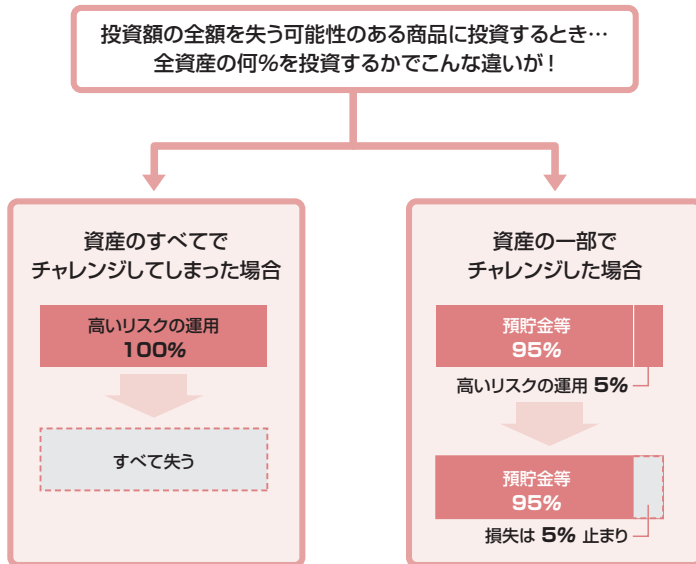 投資額の全額を失う可能性のある商品に投資するとき…
全資産の何%を投資するかでこんな違いが!
資産のすべてで
チャレンジしてしまった場合
高いリスクの運用
100%
すべて失う
資産の一部で
チャレンジした場合
預貯金等
95%
高いリスクの運用 5%
預貯金等
95%
損失は 5% 止まり